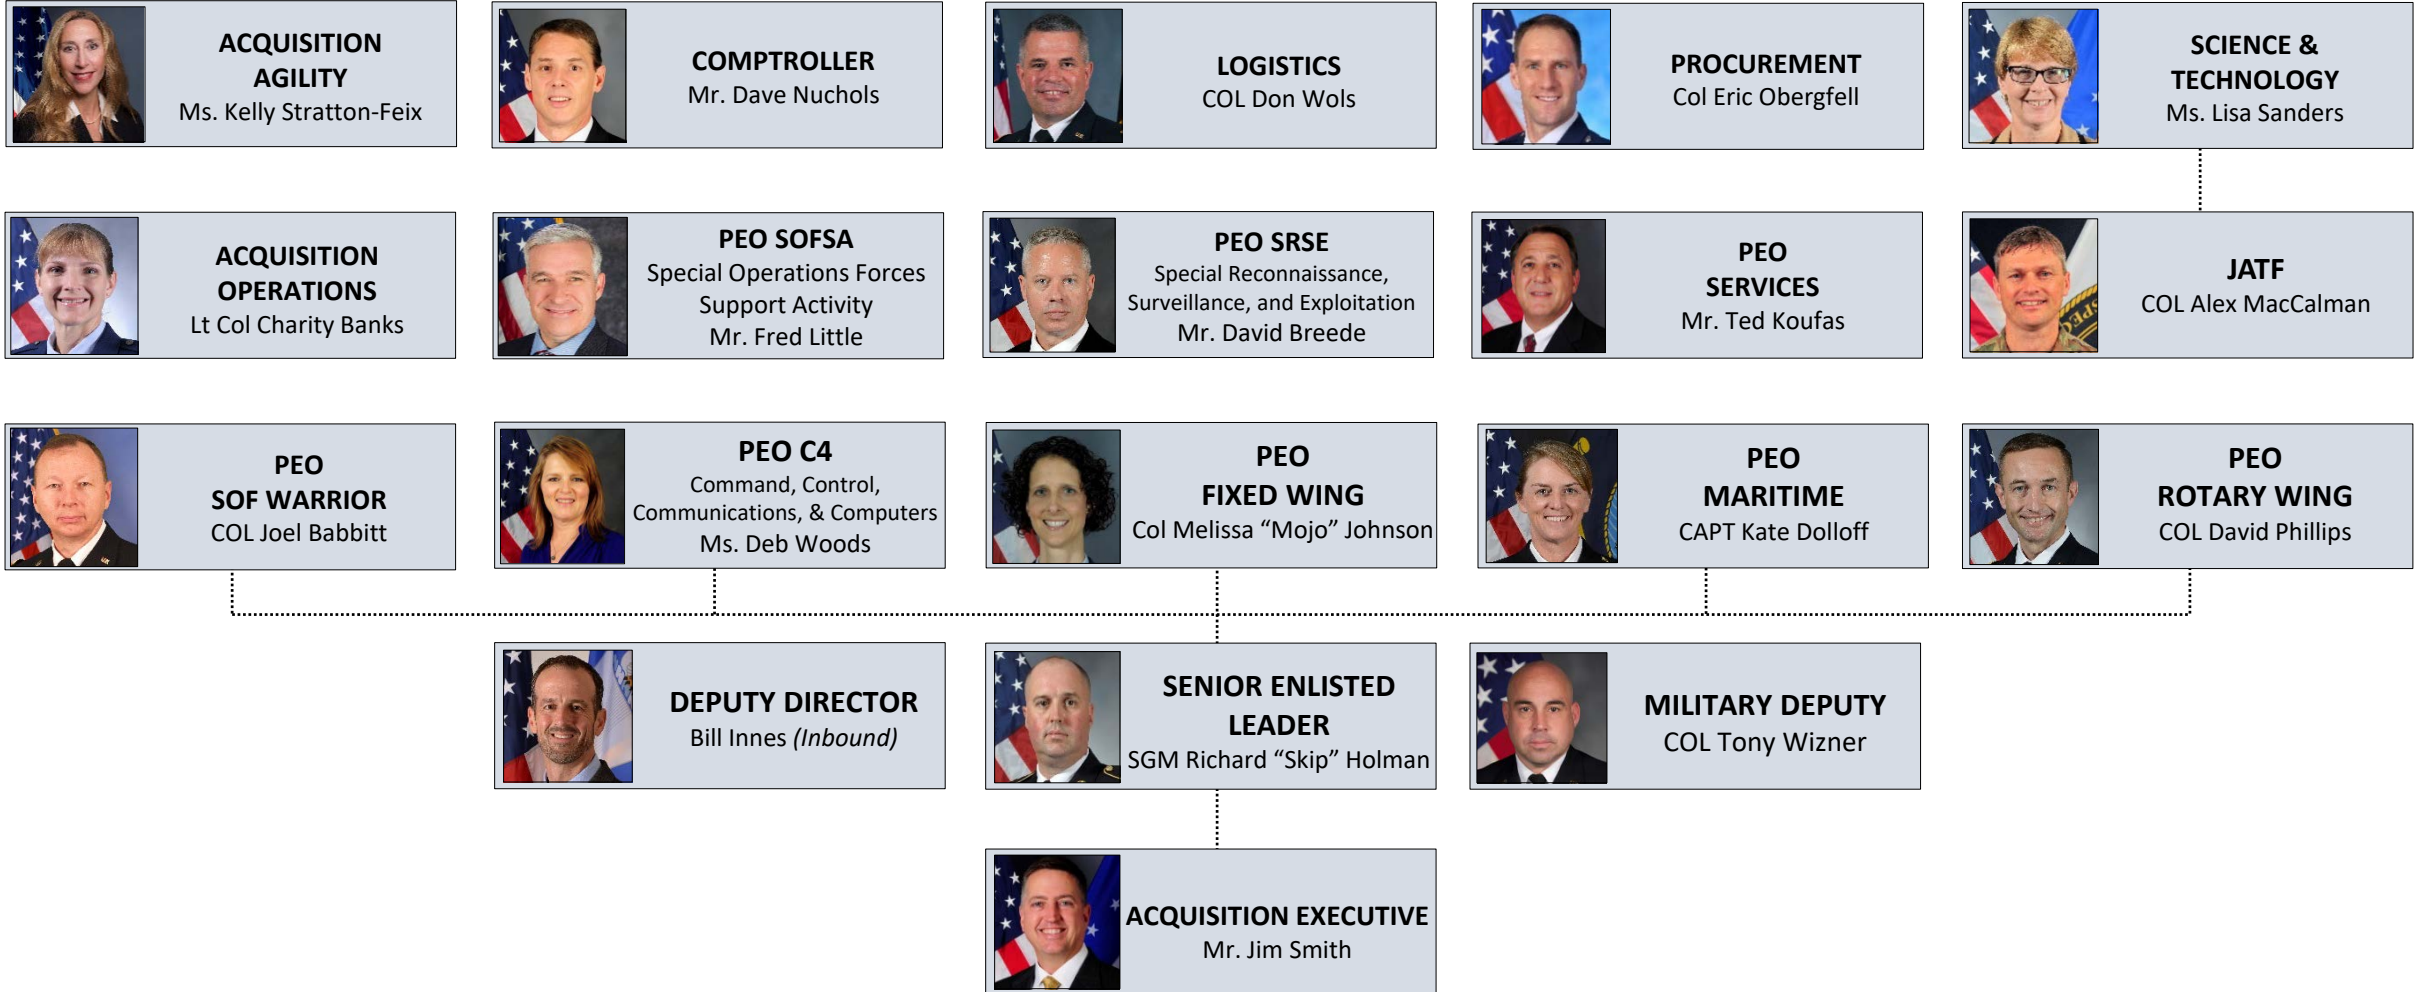 ACQUISITION
AGILITY
Ms. Kelly Stratton-Feix
COMPTROLLER
Mr. Dave Nuchols
LOGISTICS
COL Don Wols
PROCUREMENT
Col Eric Obergfell
SCIENCE &
TECHNOLOGY
Ms. Lisa Sanders
ACQUISITION
OPERATIONS
Lt Col Charity Banks
PEO SOFSA
Special Operations Forces
Support Activity
Mr. Fred Little
PEO SRSE
Special Reconnaissance,
Surveillance, and Exploitation
Mr. David Breede
PEO
SERVICES
Mr. Ted Koufas
JATF
COL Alex MacCalman
PEO
SOF WARRIOR
COL Joel Babbitt
PEO C4
Command, Control,
Communications, & Computers
Ms. Deb Woods
PEO
FIXED WING
Col Melissa “Mojo” Johnson
PEO
MARITIME
CAPT Kate Dolloff
PEO
ROTARY WING
COL David Phillips
DEPUTY DIRECTOR
Bill Innes (Inbound)
SENIOR ENLISTED
LEADER
SGM Richard “Skip” Holman
MILITARY DEPUTY
COL Tony Wizner
ACQUISITION EXECUTIVE
Mr. Jim Smith